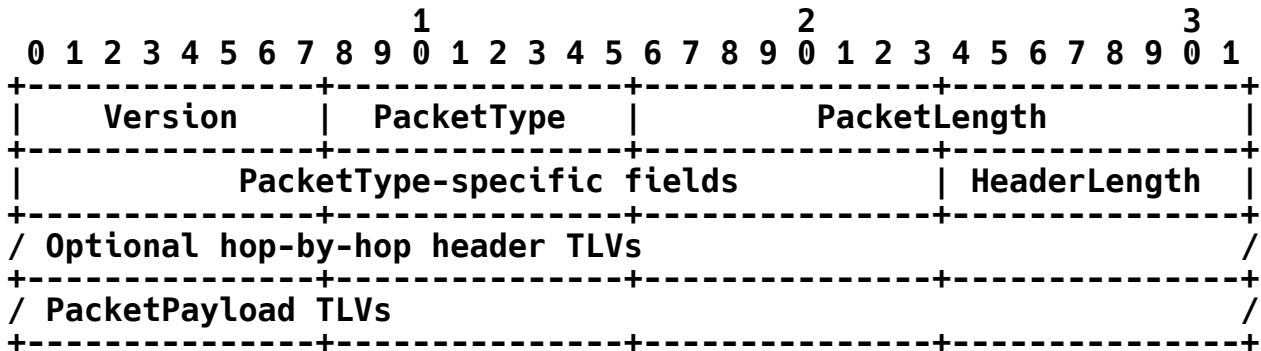 1                   2                   3
 0 1 2 3 4 5 6 7 8 9 0 1 2 3 4 5 6 7 8 9 0 1 2 3 4 5 6 7 8 9 0 1
+---------------+---------------+---------------+---------------+
|    Version    |  PacketType   |         PacketLength          |
+---------------+---------------+---------------+---------------+
|           PacketType-specific fields          | HeaderLength  |
+---------------+---------------+---------------+---------------+
/ Optional hop-by-hop header TLVs                               /
+---------------+---------------+---------------+---------------+
/ PacketPayload TLVs                                            /
+---------------+---------------+---------------+---------------+